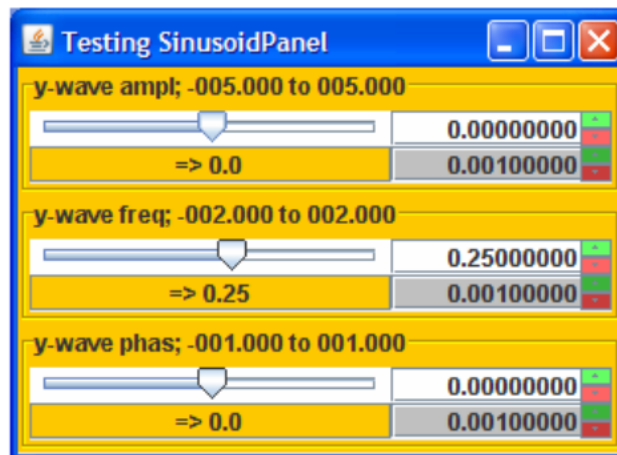 Testing SinusoidPanel
y-wave ampl; -005.000 to 005.000
0.00000000
=> 0.0 0.00100000
y-wave freq; -002.000 to 002.000
0.25000000
=> 0.25 0.00100000
y-wave phas; -001.000 to 001.000
0.00000000
=> 0.0 0.00100000